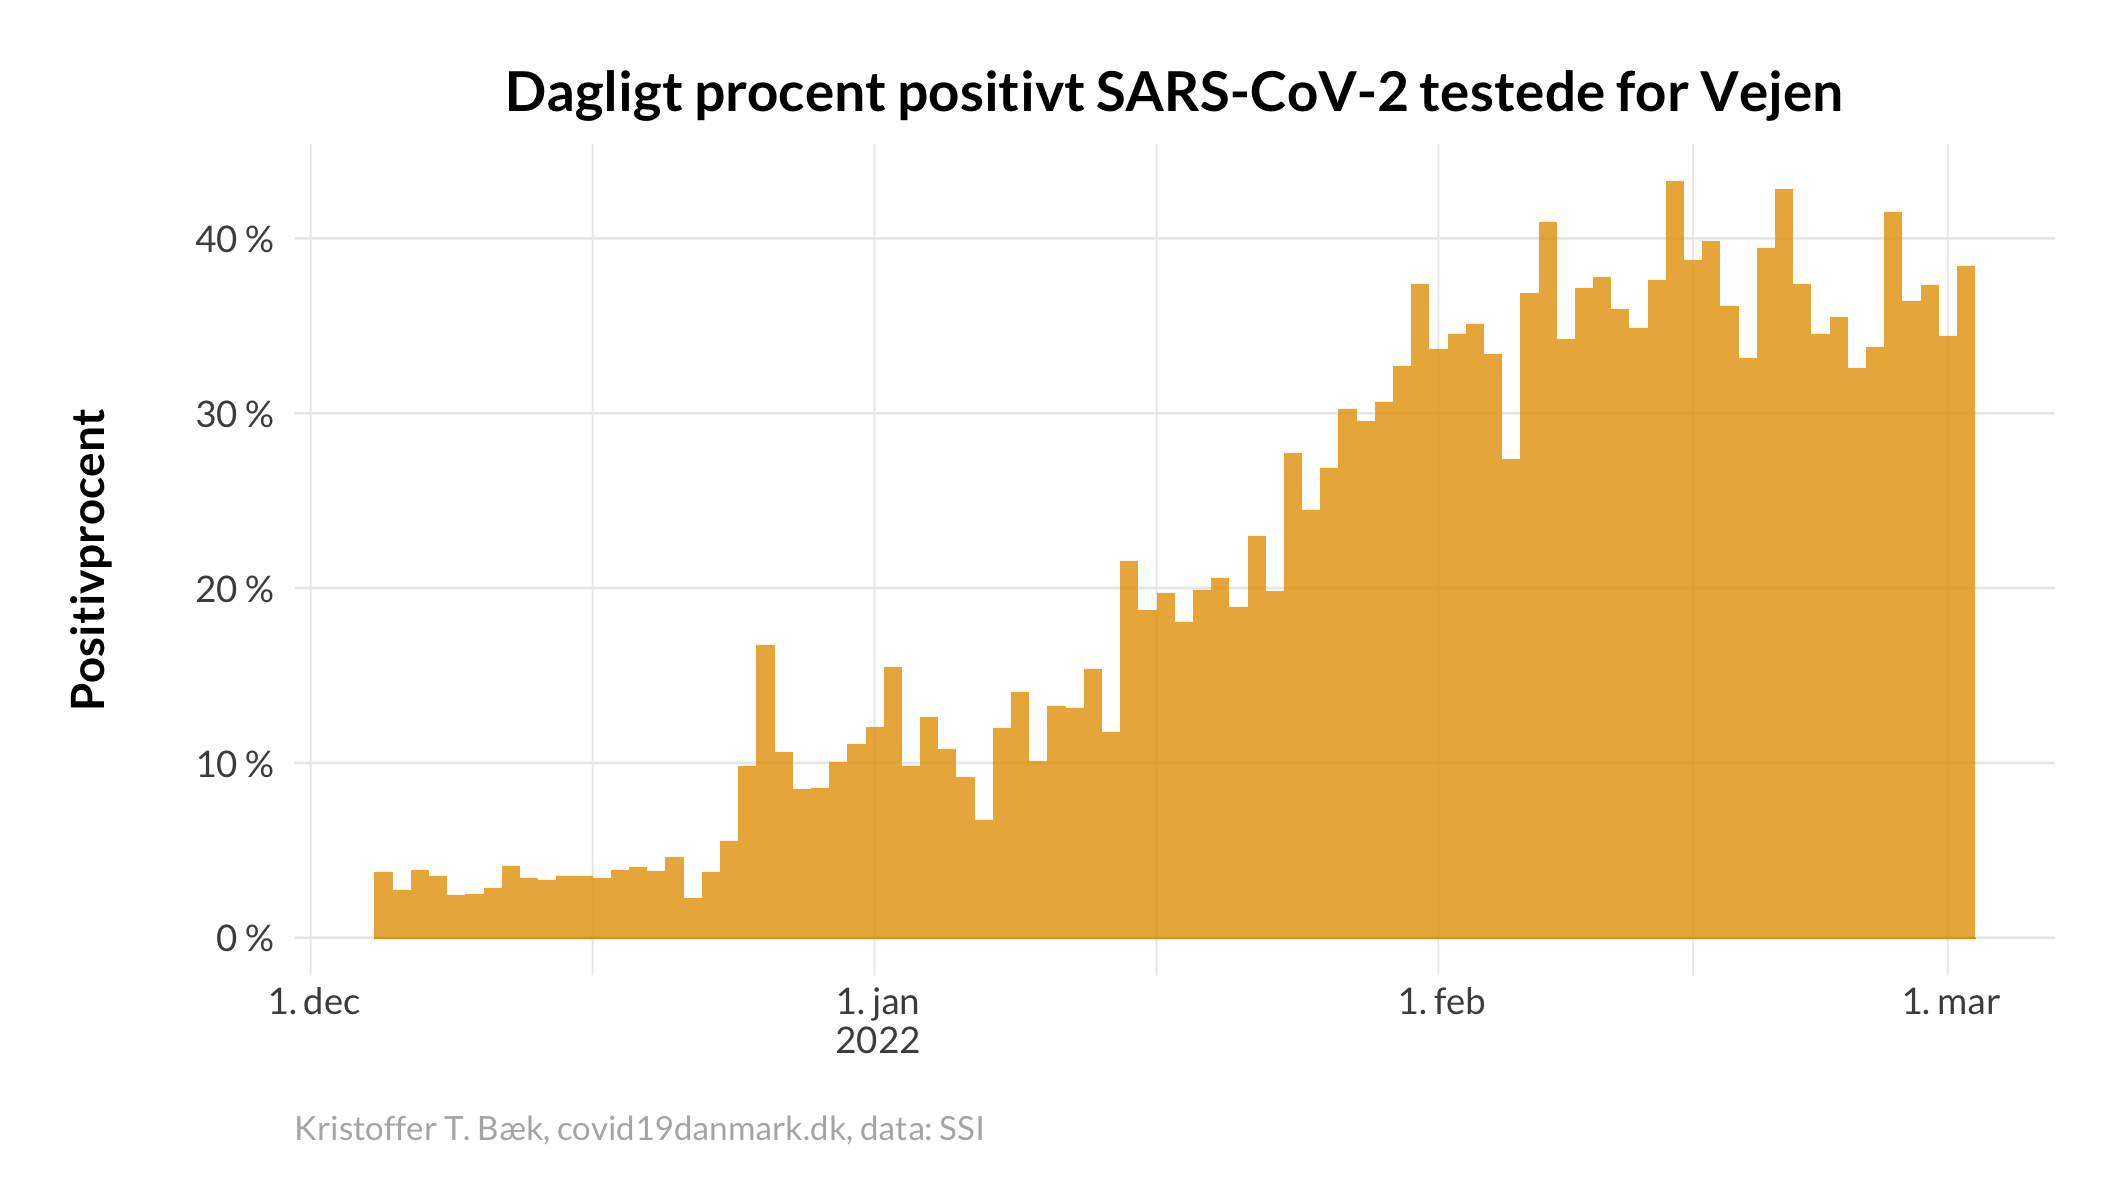 Dagligt procent positivt SARS-CoV-2 testede for Vejen
Positivprocent
40 %
30 %
20 %
10 %
0 %
1. dec
1. jan
2022
1. feb
1. mar
Kristoffer T. Bæk, covid19danmark.dk, data: SSI